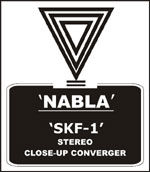 ‘NABLA’
‘SKF-1’
STEREO
CLOSE-UP CONVERGER